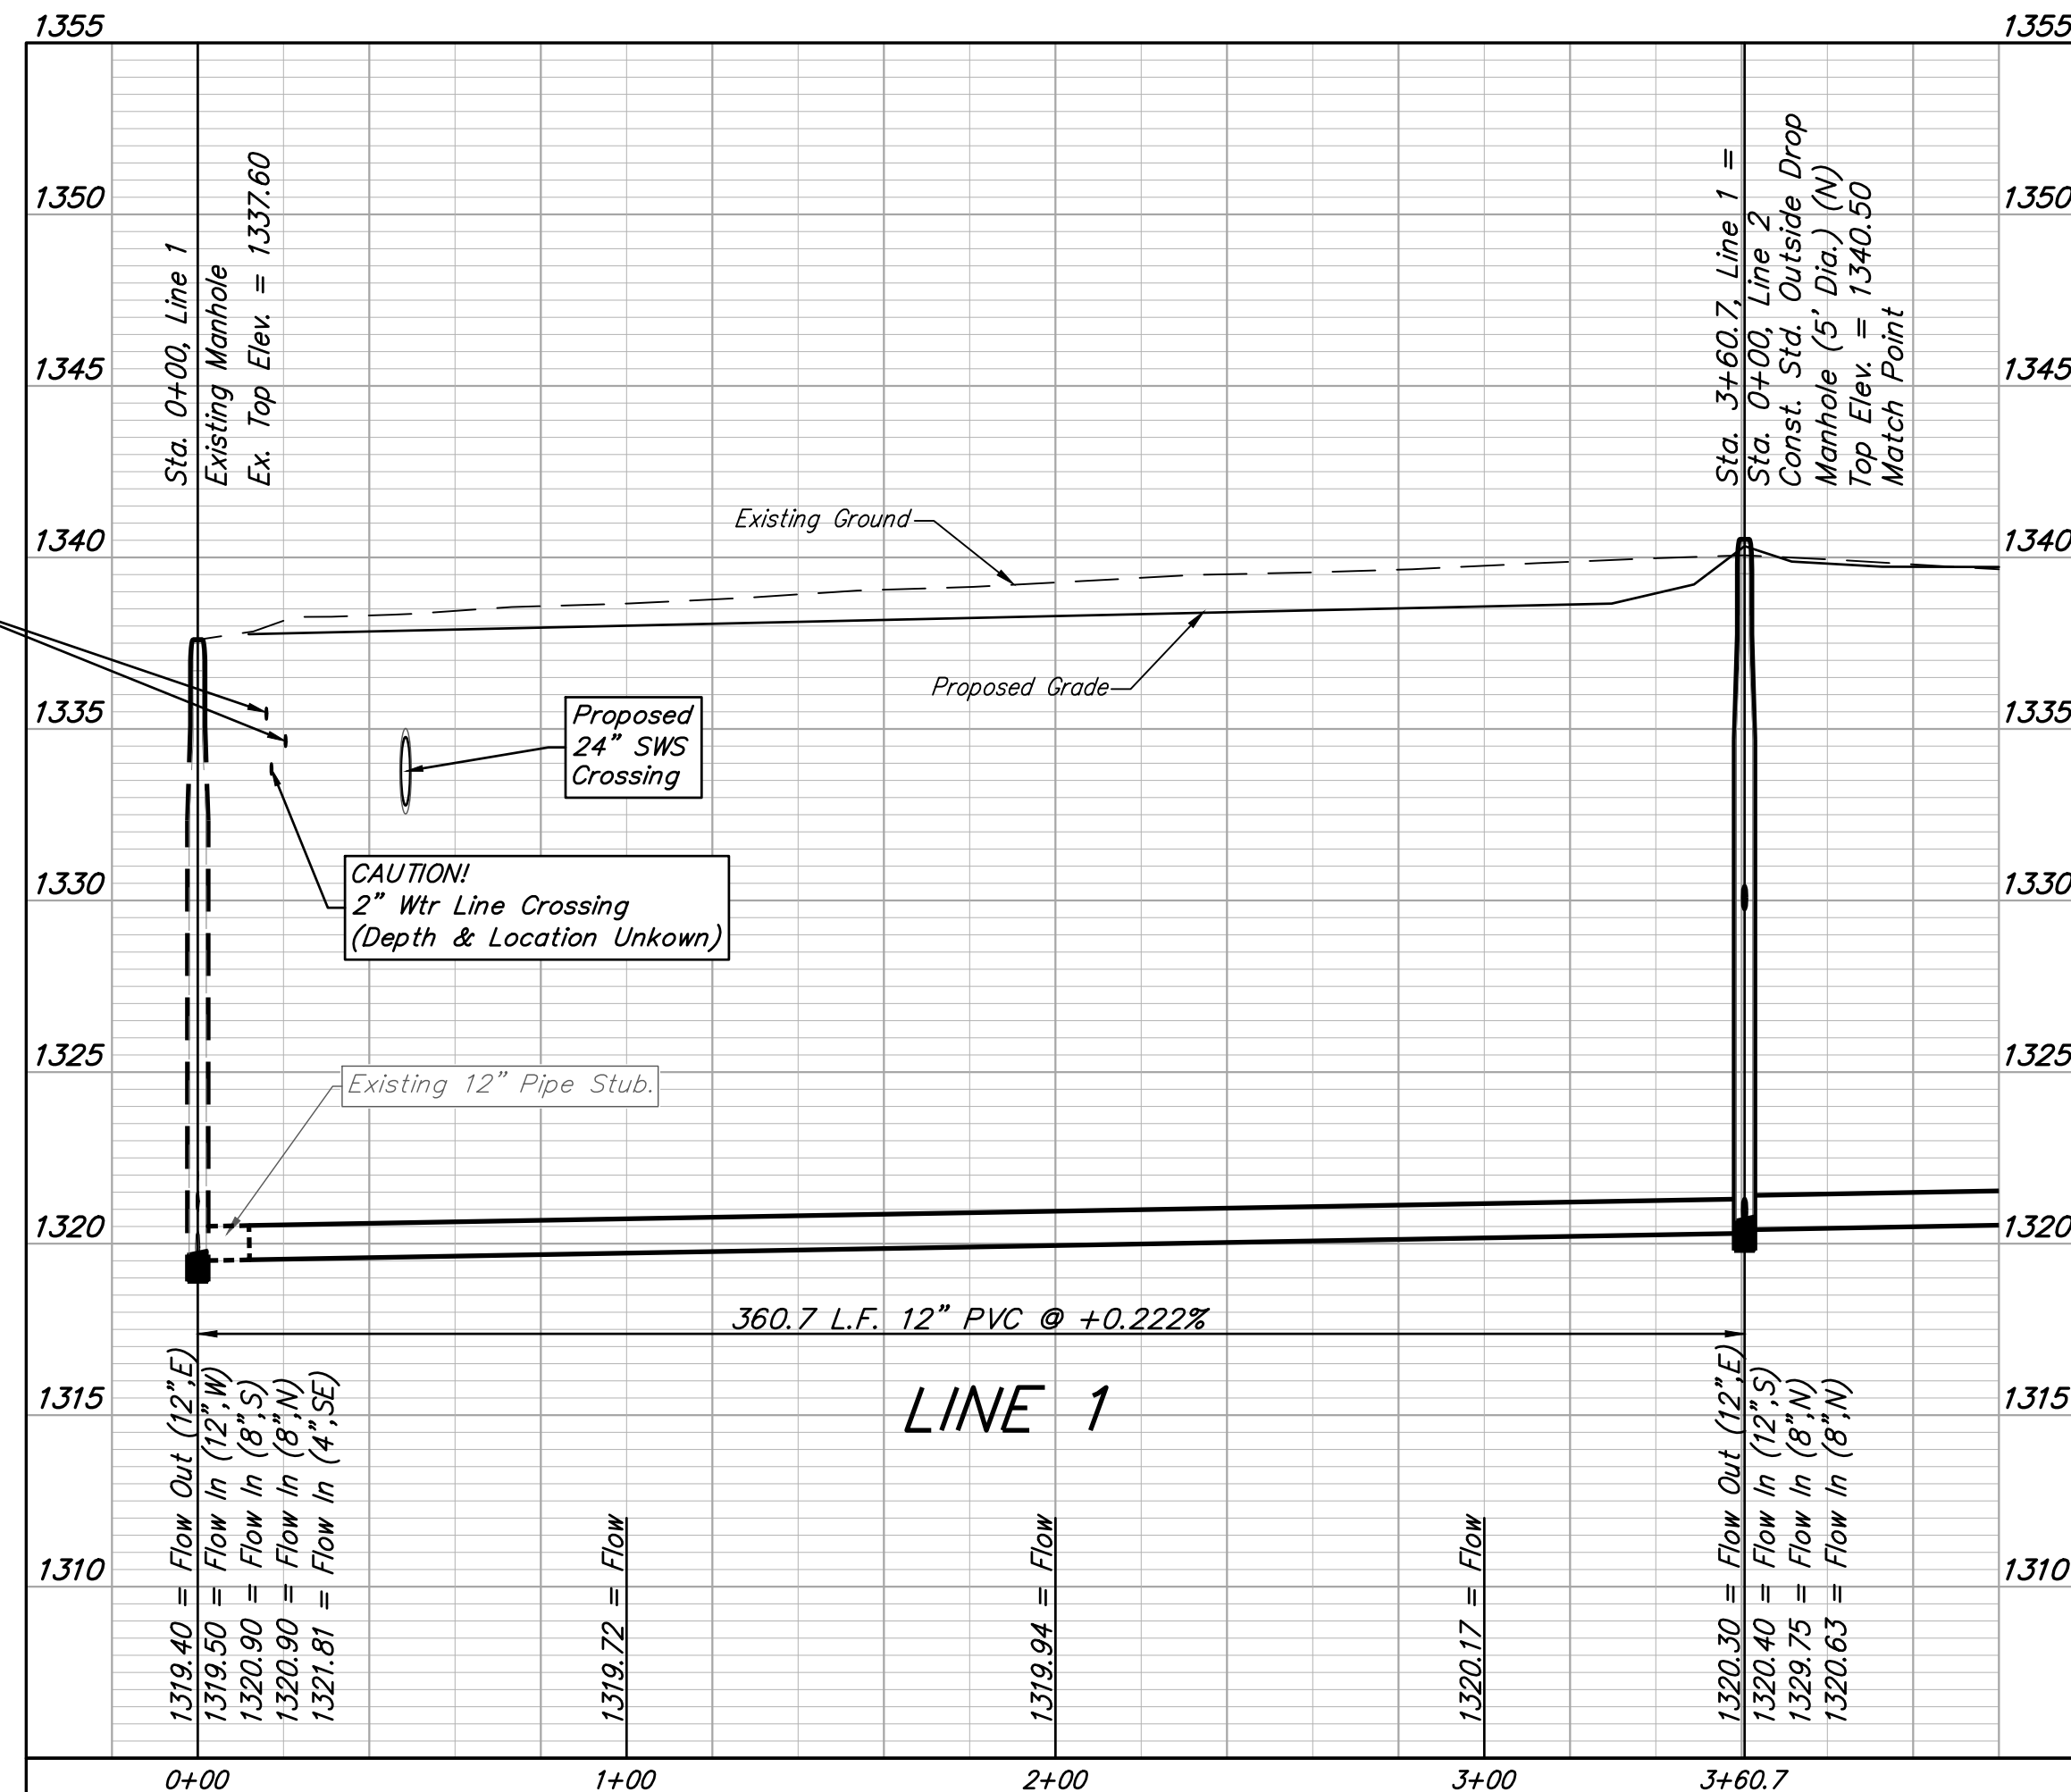 1355
1355
1350
1350
1345
1345
1340
1340
1335
1335
1330
1330
1325
1325
1320
1320
1315
1315
1310
1310
Sta. 0+00, Line 1
Existing Manhole
Ex. Top Elev. = 1337.60
Sta. 3+60.7, Line 1 =
Sta. 0+00, Line 2
Const. Std. Outside Drop
Manhole (5' Dia.) (N)
Top Elev. = 1340.50
Match Point
Existing Ground
Proposed Grade
Proposed
24" SWS
Crossing
CAUTION!
2" Wtr Line Crossing
(Depth & Location Unkown)
Existing 12" Pipe Stub.
360.7 L.F. 12" PVC @ +0.222%
LINE 1
1319.40 = Flow Out (12",E)
1319.50 = Flow In (12",W)
1320.90 = Flow In (8",S)
1320.90 = Flow In (8",N)
1321.81 = Flow In (4",SE)
1319.72 = Flow
1319.94 = Flow
1320.17 = Flow
1320.30 = Flow Out (12",E)
1320.40 = Flow In (12",S)
1329.75 = Flow In (8",N)
1320.63 = Flow In (8",N)
0+00
1+00
2+00
3+00
3+60.7